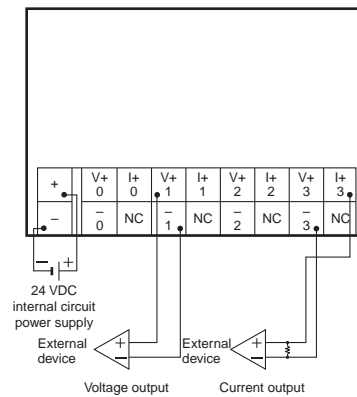 + V+ I+ V+ I+ V+ I+ V+ I+
0 0 1 1 2 2 3 3
− − NC − NC − NC − NC
0 1 2 3
− +
24 VDC
internal circuit
power supply
External
device
+
−
External
device
+
−
Voltage output
Current output